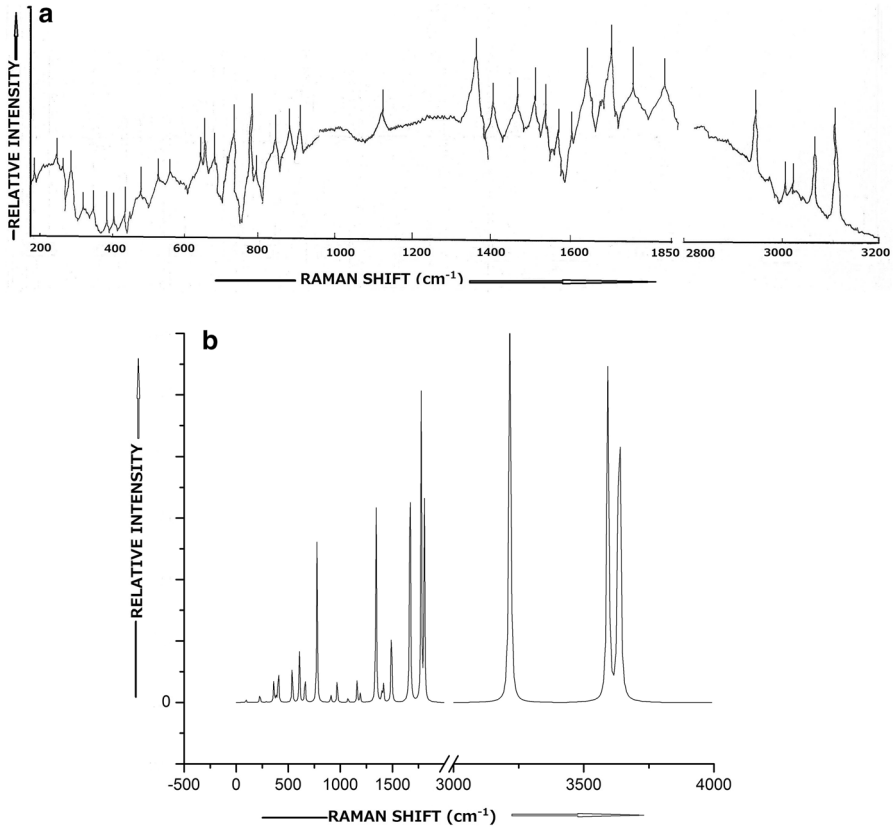 a
RELATIVE INTENSITY
200 400 600 800 1000 1200 1400 1600 1850 2800 3000 3200
RAMAN SHIFT (cm-1)
b
RELATIVE INTENSITY
0
-500 0 500 1000 1500 3000 3500 4000
RAMAN SHIFT (cm-1)